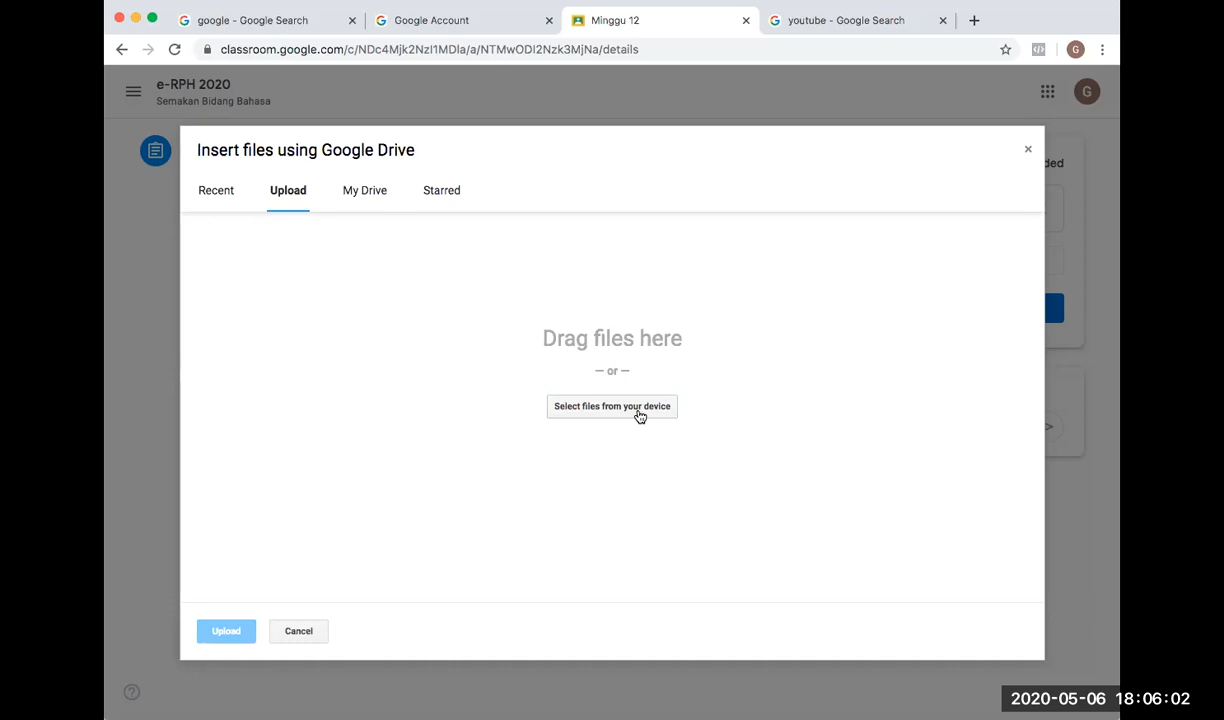 google - Google Search
Google Account
Minggu 12
youtube - Google Search
classroom.google.com/c/NDc4Mjk2NzI1MDla/a/NTMwODI2Nzk3MjNa/details
G
e-RPH 2020
Semakan Bidang Bahasa
G
Insert files using Google Drive
ded
Recent
Upload
My Drive
Starred
Drag files here
— or —
Select files from your device
Upload
Cancel
2020-05-06 18:06:02